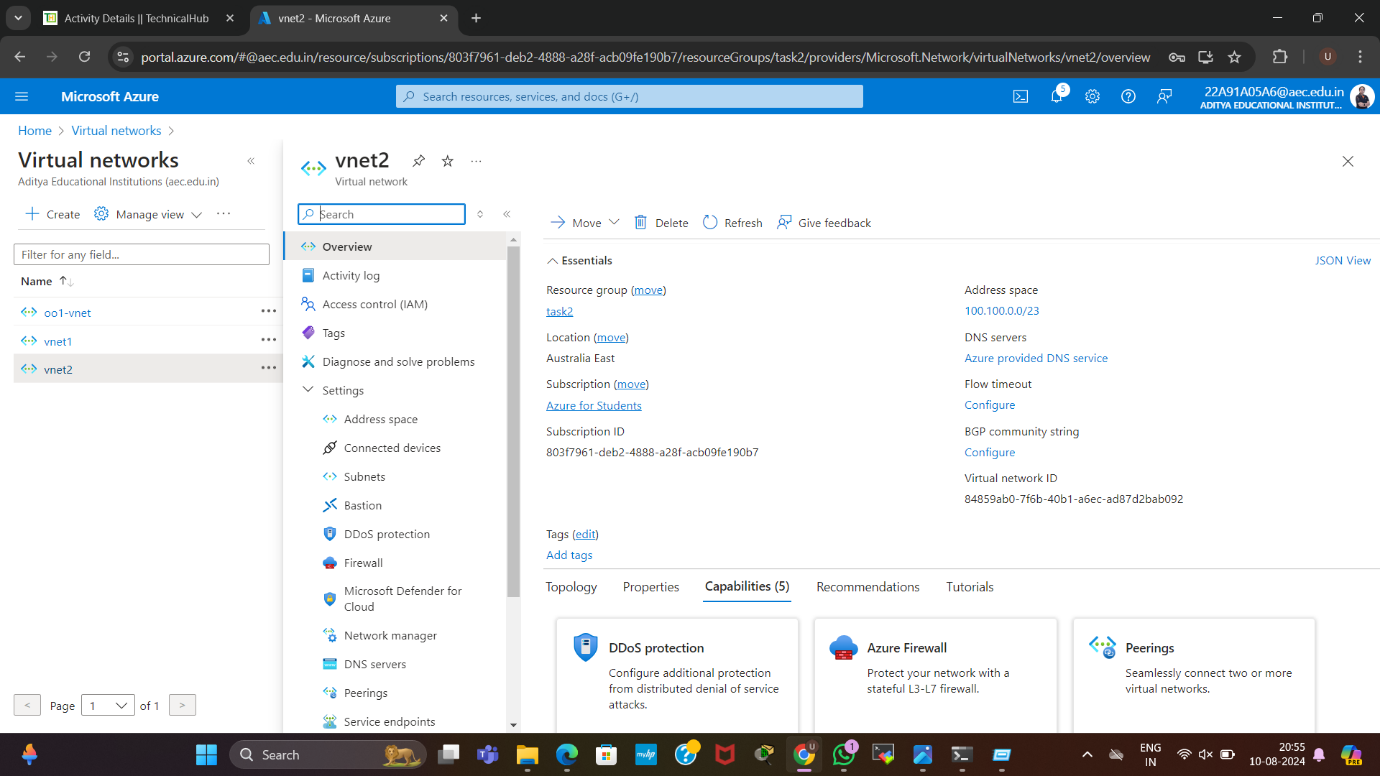 Activity Details || TechnicalHub
vnet2 - Microsoft Azure
portal.azure.com/#@aec.edu.in/resource/subscriptions/803f7961-deb2-4888-a28f-acb09fe190b7/resourceGroups/task2/providers/Microsoft.Network/virtualNetworks/vnet2/overview
U
Microsoft Azure
Search resources, services, and docs (G+/)
5
22A91A05A6@aec.edu.in
ADITYA EDUCATIONAL INSTITUT...
Home > Virtual networks >
Virtual networks
Aditya Educational Institutions (aec.edu.in)
Create
Manage view
Filter for any field...
Name
oo1-vnet
vnet1
vnet2
Page 1 of 1
vnet2
Virtual network
Search
Overview
Activity log
Access control (IAM)
Tags
Diagnose and solve problems
Settings
Address space
Connected devices
Subnets
Bastion
DDoS protection
Firewall
Microsoft Defender for
Cloud
Network manager
DNS servers
Peerings
Service endpoints
Move
Delete
Refresh
Give feedback
Essentials
JSON View
Resource group (move)
task2
Location (move)
Australia East
Subscription (move)
Azure for Students
Subscription ID
803f7961-deb2-4888-a28f-acb09fe190b7
Address space
100.100.0.0/23
DNS servers
Azure provided DNS service
Flow timeout
Configure
BGP community string
Configure
Virtual network ID
84859ab0-7f6b-40b1-a6ec-ad87d2bab092
Tags (edit)
Add tags
Topology
Properties
Capabilities (5)
Recommendations
Tutorials
DDoS protection
Configure additional protection
from distributed denial of service
attacks.
Azure Firewall
Protect your network with a
stateful L3-L7 firewall.
Peerings
Seamlessly connect two or more
virtual networks.
Search
myhp
U
1
ENG
IN
20:55
10-08-2024
PRE